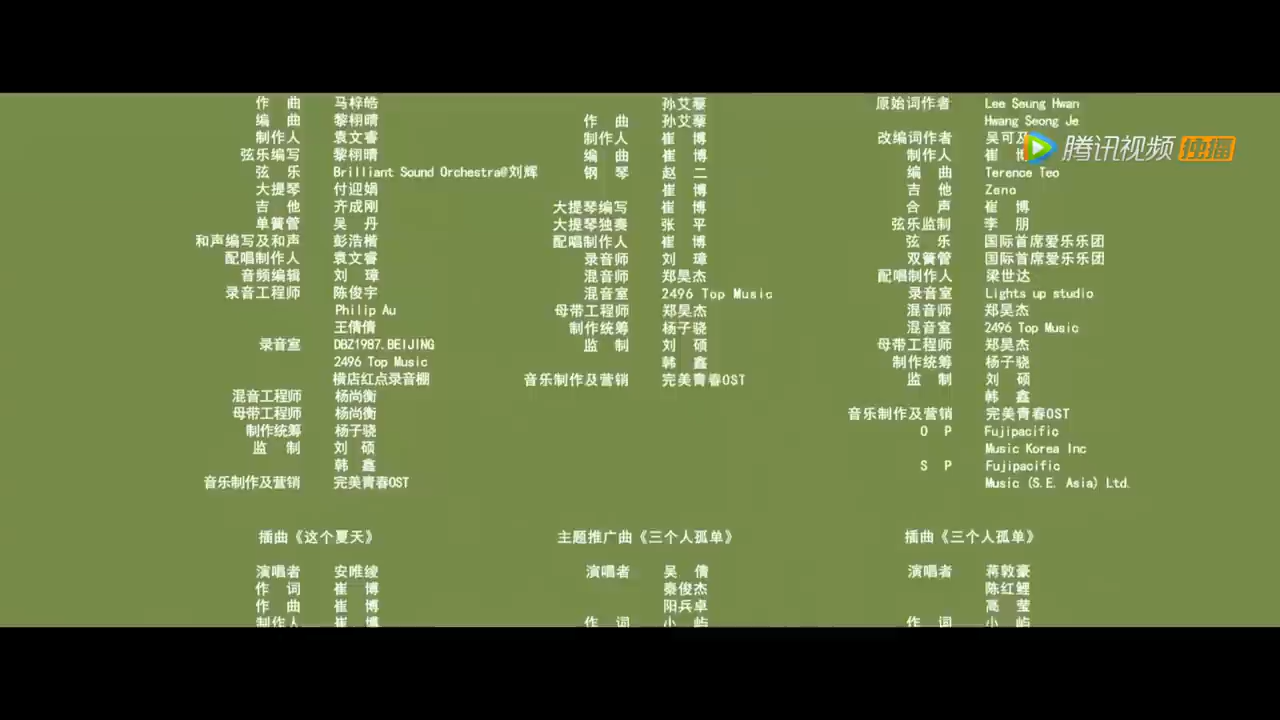 作 曲 马梓皓
编 曲 黎栩晴
制作人 袁文睿
弦乐编写 黎栩晴
弦 乐 Brilliant Sound Orchestra@刘辉
大提琴 付迎娟
吉 他 齐成刚
单簧管 吴 丹
和声编写及和声 彭浩楷
配唱制作人 袁文睿
音频编辑 刘 璋
录音工程师 陈俊宇
Philip Au
王倩倩
录音室 DBZ1987.BEIJING
2496 Top Music
横店红点录音棚
混音工程师 杨尚衡
母带工程师 杨尚衡
制作统筹 杨子骁
监 制 刘 硕
韩 鑫
音乐制作及营销 完美青春OST
孙艾藜
作 曲 孙艾藜
制作人 崔 博
编 曲 崔 博
钢 琴 赵 二
崔 博
大提琴编写 崔 博
大提琴独奏 张 平
配唱制作人 崔 博
录音师 刘 璋
混音师 郑昊杰
混音室 2496 Top Music
母带工程师 郑昊杰
制作统筹 杨子骁
监 制 刘 硕
韩 鑫
音乐制作及营销 完美青春OST
原始词作者 Lee Seung Hwan
Hwang Seong Je
改编词作者 吴可及
制作人 崔 博
编 曲 Terence Teo
吉 他 Zeno
合 声 崔 博
弦乐监制 李 朋
弦 乐 国际首席爱乐乐团
双簧管 国际首席爱乐乐团
配唱制作人 梁世达
录音室 Lights up studio
混音师 郑昊杰
混音室 2496 Top Music
母带工程师 郑昊杰
制作统筹 杨子骁
监 制 刘 硕
韩 鑫
音乐制作及营销 完美青春OST
O P Fujipacific
Music Korea Inc
S P Fujipacific
Music (S.E. Asia) Ltd.
腾讯视频 独播
插曲《这个夏天》
演唱者 安唯绫
作 词 崔 博
作 曲 崔 博
制作人 崔 博
主题推广曲《三个人孤单》
演唱者 吴 倩
秦俊杰
阳兵卓
作 词 小 屿
插曲《三个人孤单》
演唱者 蒋敦豪
陈红鲤
高 莹
作 词 小 屿